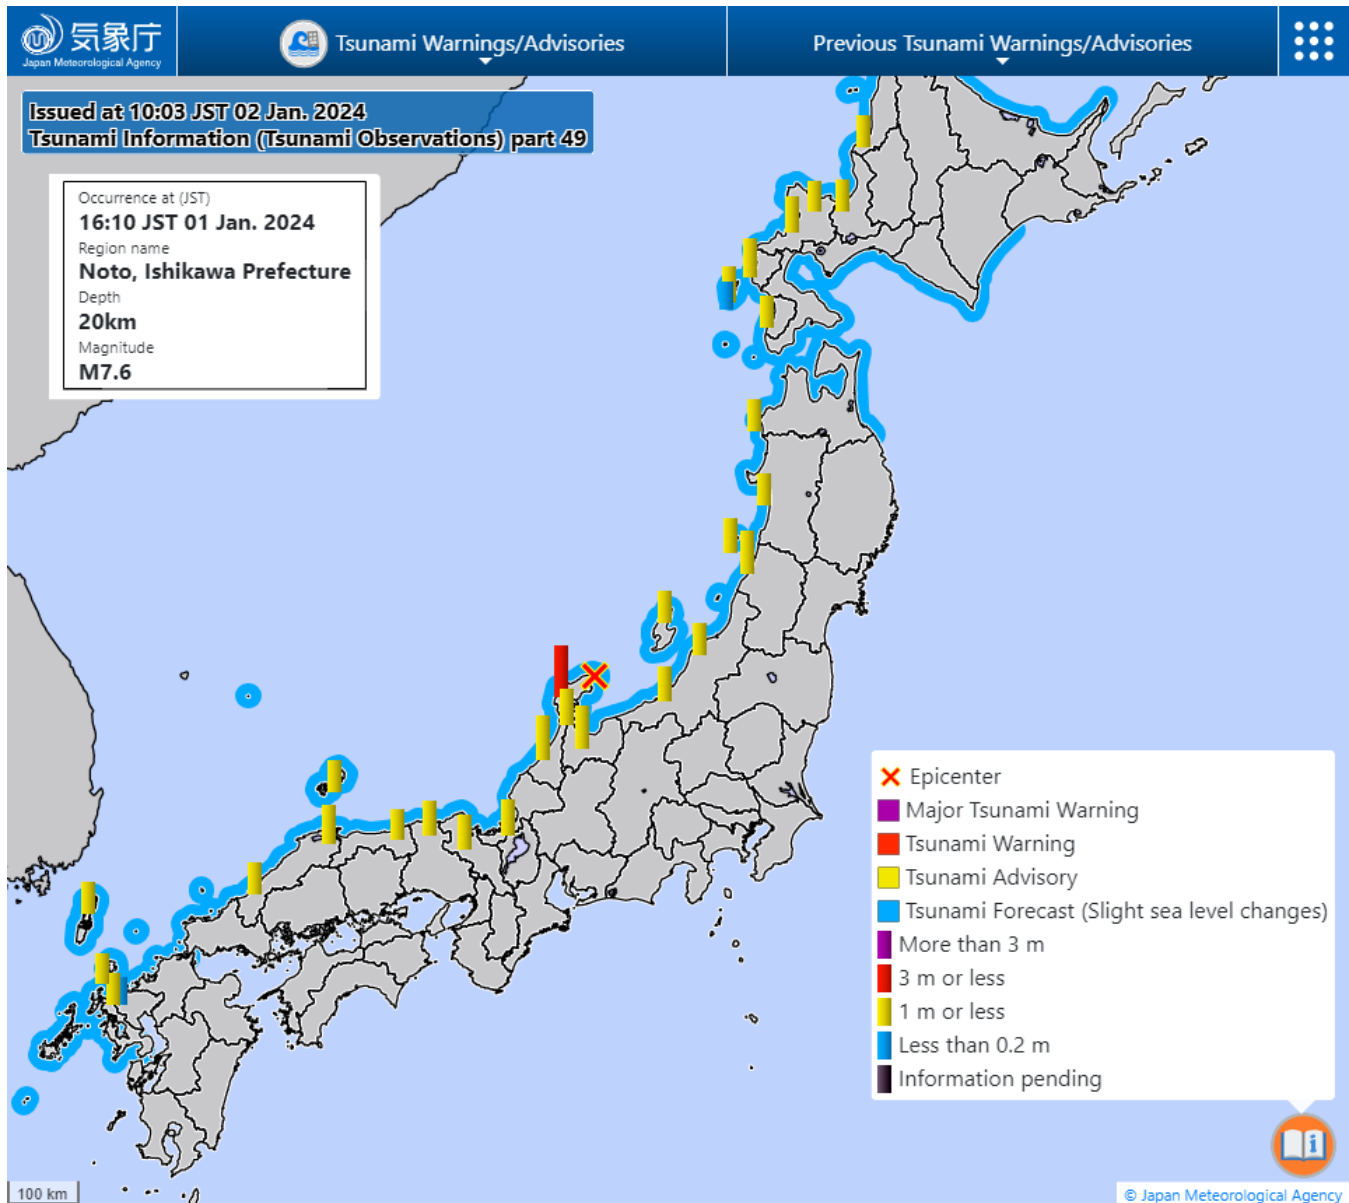 気象庁
Japan Meteorological Agency
Tsunami Warnings/Advisories
Previous Tsunami Warnings/Advisories
Issued at 10:03 JST 02 Jan. 2024
Tsunami Information (Tsunami Observations) part 49
Occurrence at (JST)
16:10 JST 01 Jan. 2024
Region name
Noto, Ishikawa Prefecture
Depth
20km
Magnitude
M7.6
Epicenter
Major Tsunami Warning
Tsunami Warning
Tsunami Advisory
Tsunami Forecast (Slight sea level changes)
More than 3 m
3 m or less
1 m or less
Less than 0.2 m
Information pending
100 km
© Japan Meteorological Agency